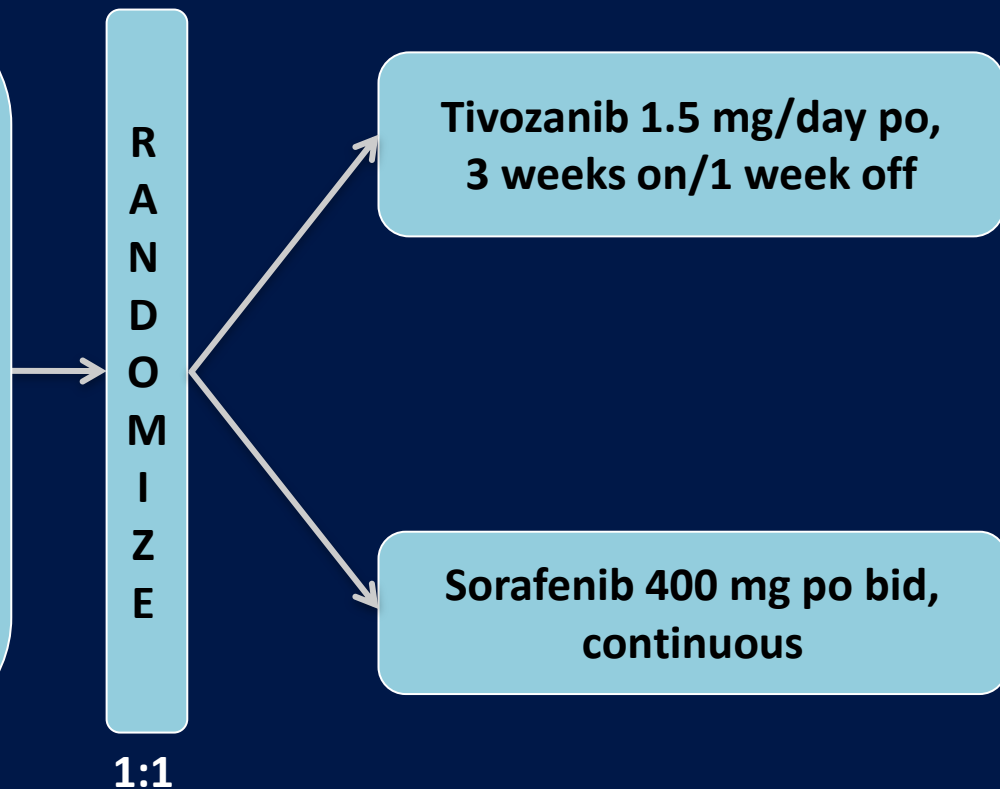 RANDOMIZE
1:1
Tivozanib 1.5 mg/day po,
3 weeks on/1 week off
Sorafenib 400 mg po bid,
continuous